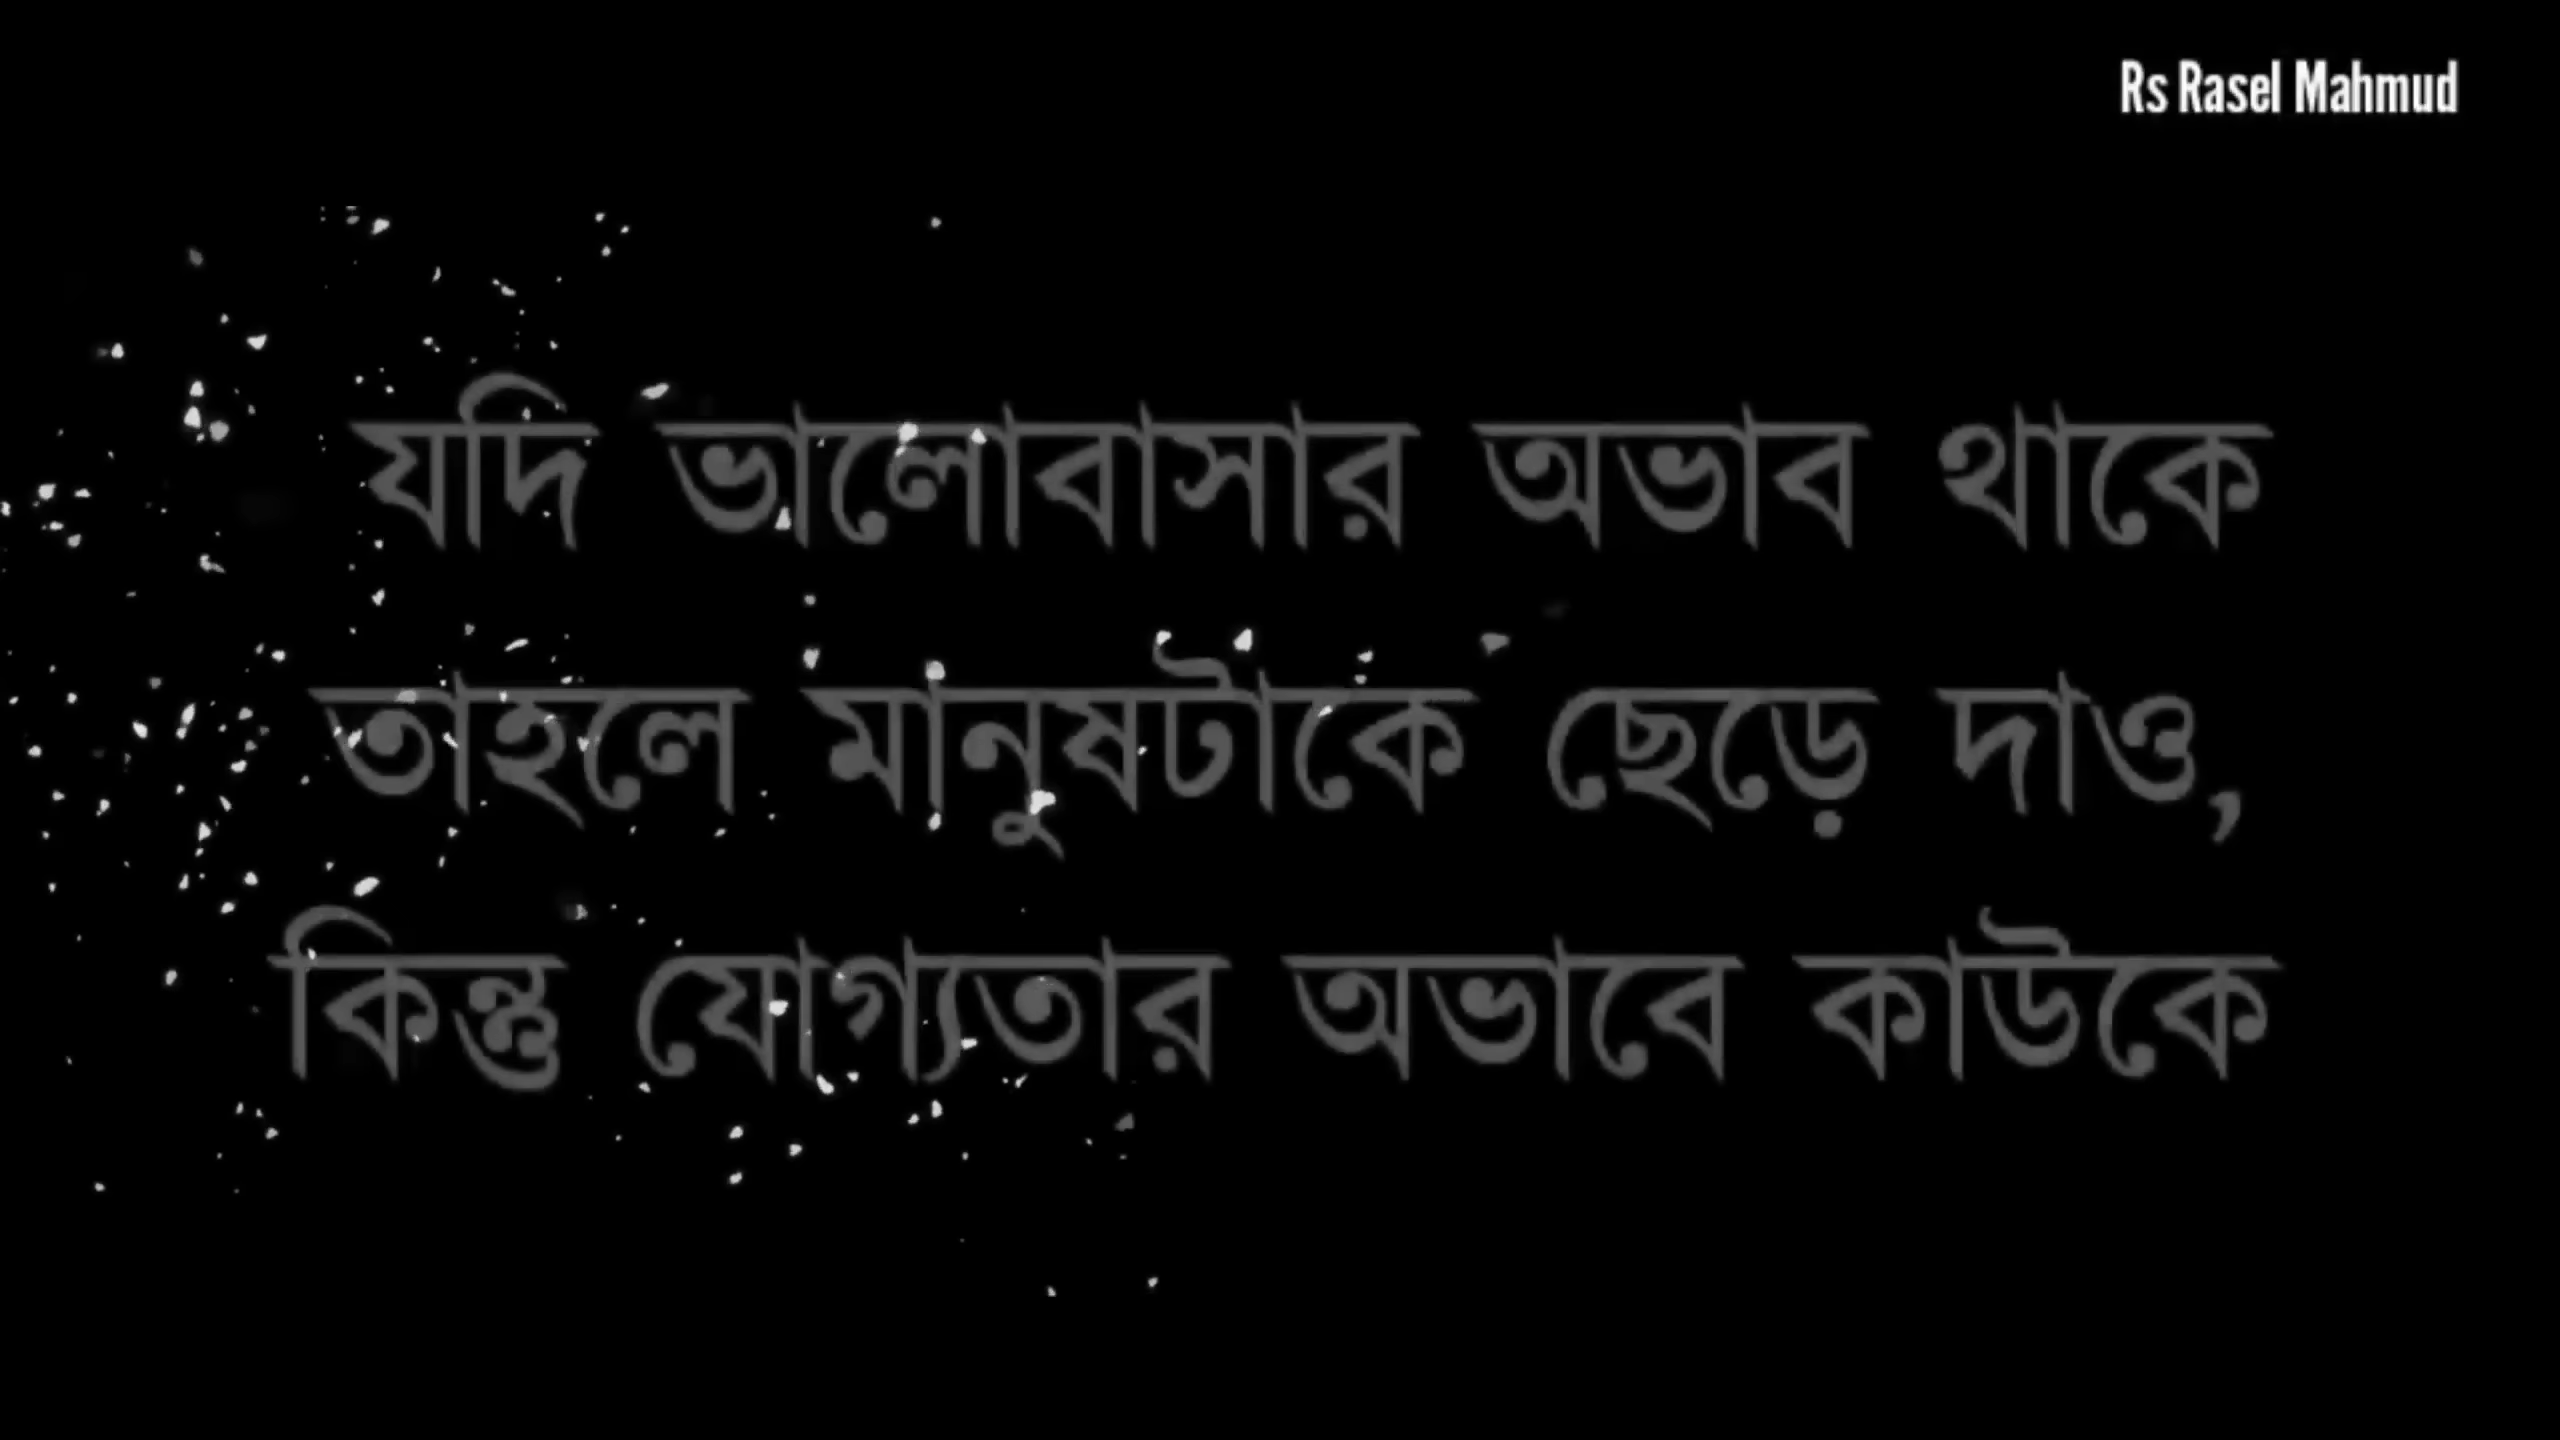 Rs Rasel Mahmud
যদি ভালোবাসার অভাব থাকে
তাহলে মানুষটাকে ছেড়ে দাও,
কিন্তু যোগ্যতার অভাবে কাউকে